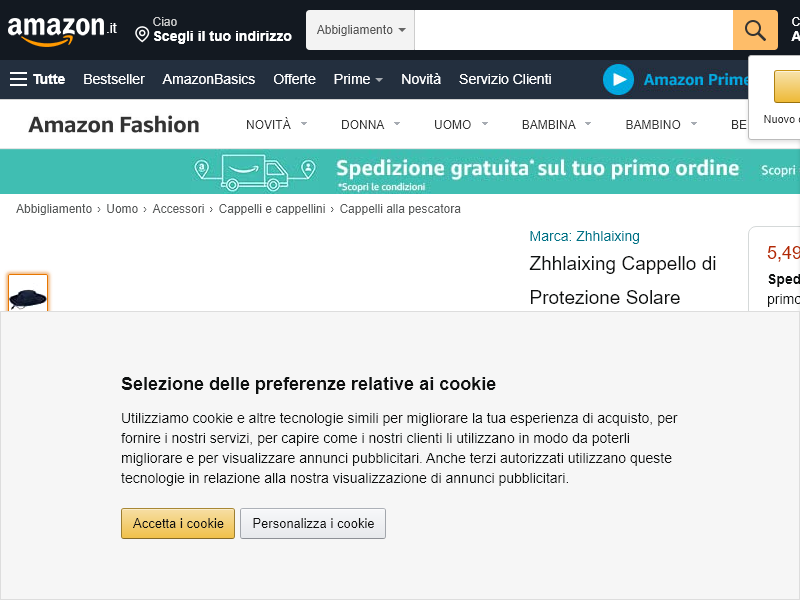 amazon.it
Ciao
Scegli il tuo indirizzo
Abbigliamento
Tutte
Bestseller
AmazonBasics
Offerte
Prime
Novità
Servizio Clienti
Amazon Prime
Nuovo
Amazon Fashion
NOVITÀ
DONNA
UOMO
BAMBINA
BAMBINO
BE
Spedizione gratuita* sul tuo primo ordine
*Scopri le condizioni
Scopri
Abbigliamento › Uomo › Accessori › Cappelli e cappellini › Cappelli alla pescatora
Marca: Zhhlaixing
Zhhlaixing Cappello di
Protezione Solare
5,49
Sped
primo
Selezione delle preferenze relative ai cookie
Utilizziamo cookie e altre tecnologie simili per migliorare la tua esperienza di acquisto, per
fornire i nostri servizi, per capire come i nostri clienti li utilizzano in modo da poterli
migliorare e per visualizzare annunci pubblicitari. Anche terzi autorizzati utilizzano queste
tecnologie in relazione alla nostra visualizzazione di annunci pubblicitari.
Accetta i cookie
Personalizza i cookie